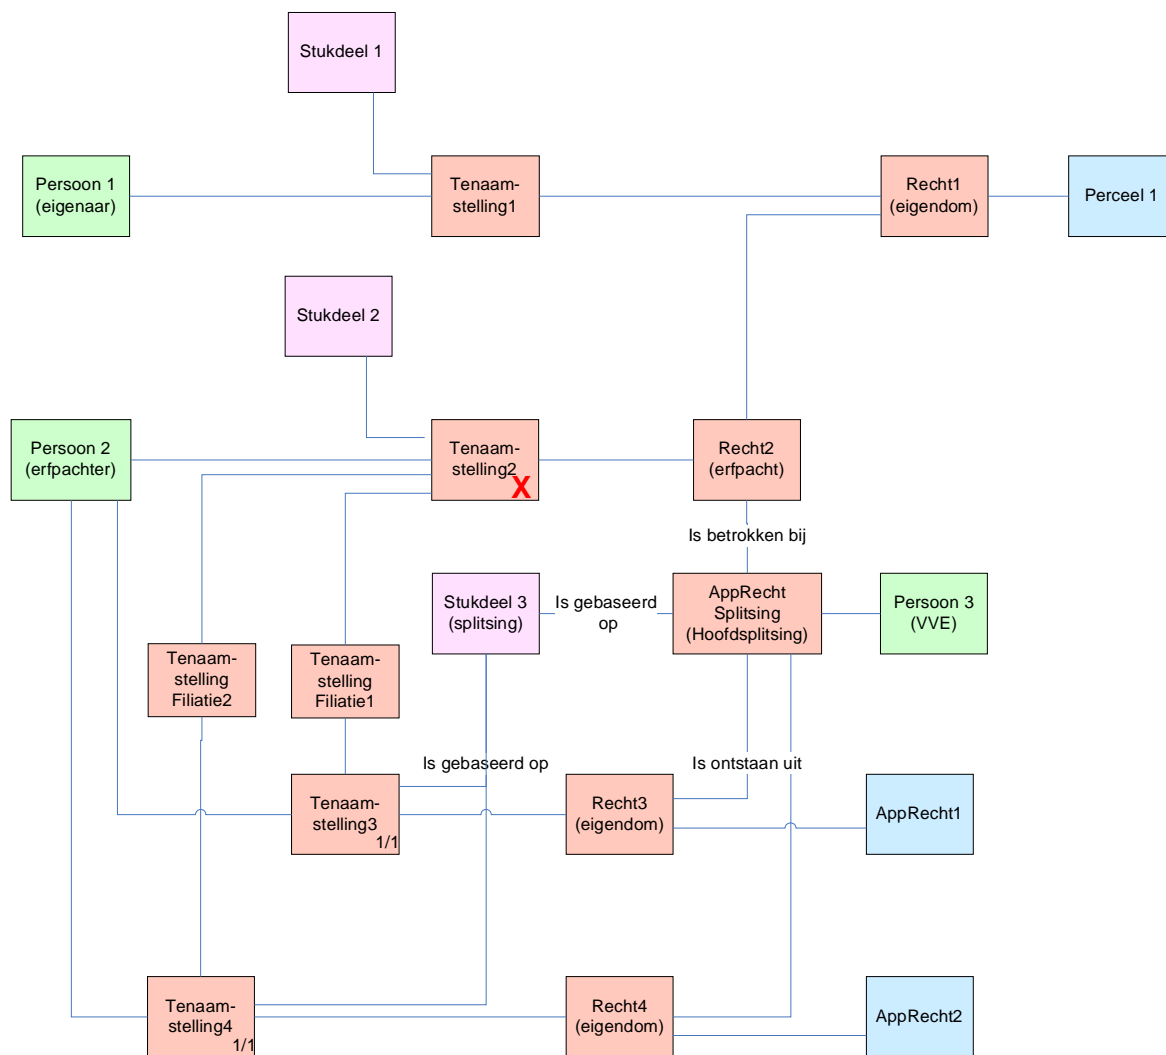 Stukdeel 1
Persoon 1
(eigenaar)
Tenaam-
stelling1
Recht1
(eigendom)
Perceel 1
Stukdeel 2
Persoon 2
(erfpachter)
Tenaam-
stelling2
X
Recht2
(erfpacht)
Is betrokken bij
Stukdeel 3
(splitsing)
Is gebaseerd
op
AppRecht
Splitsing
(Hoofdsplitsing)
Persoon 3
(VVE)
Tenaam-
stelling
Filiatie2
Tenaam-
stelling
Filiatie1
Is gebaseerd op
Is ontstaan uit
Tenaam-
stelling3
1/1
Recht3
(eigendom)
AppRecht1
Tenaam-
stelling4
1/1
Recht4
(eigendom)
AppRecht2